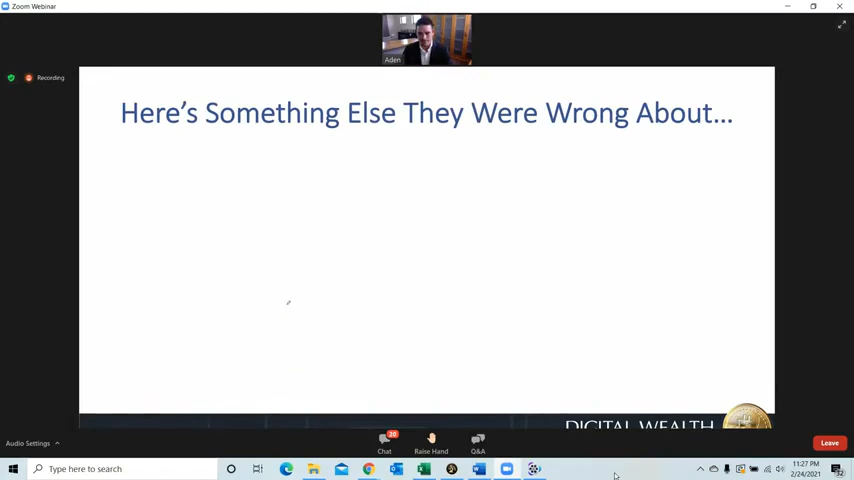 Zoom Webinar
Aden
Recording
Here's Something Else They Were Wrong About...
DIGITAL WEALTH
Audio Settings
20
Chat
Raise Hand
Q&A
Leave
Type here to search
11:27 PM
2/24/2021
32